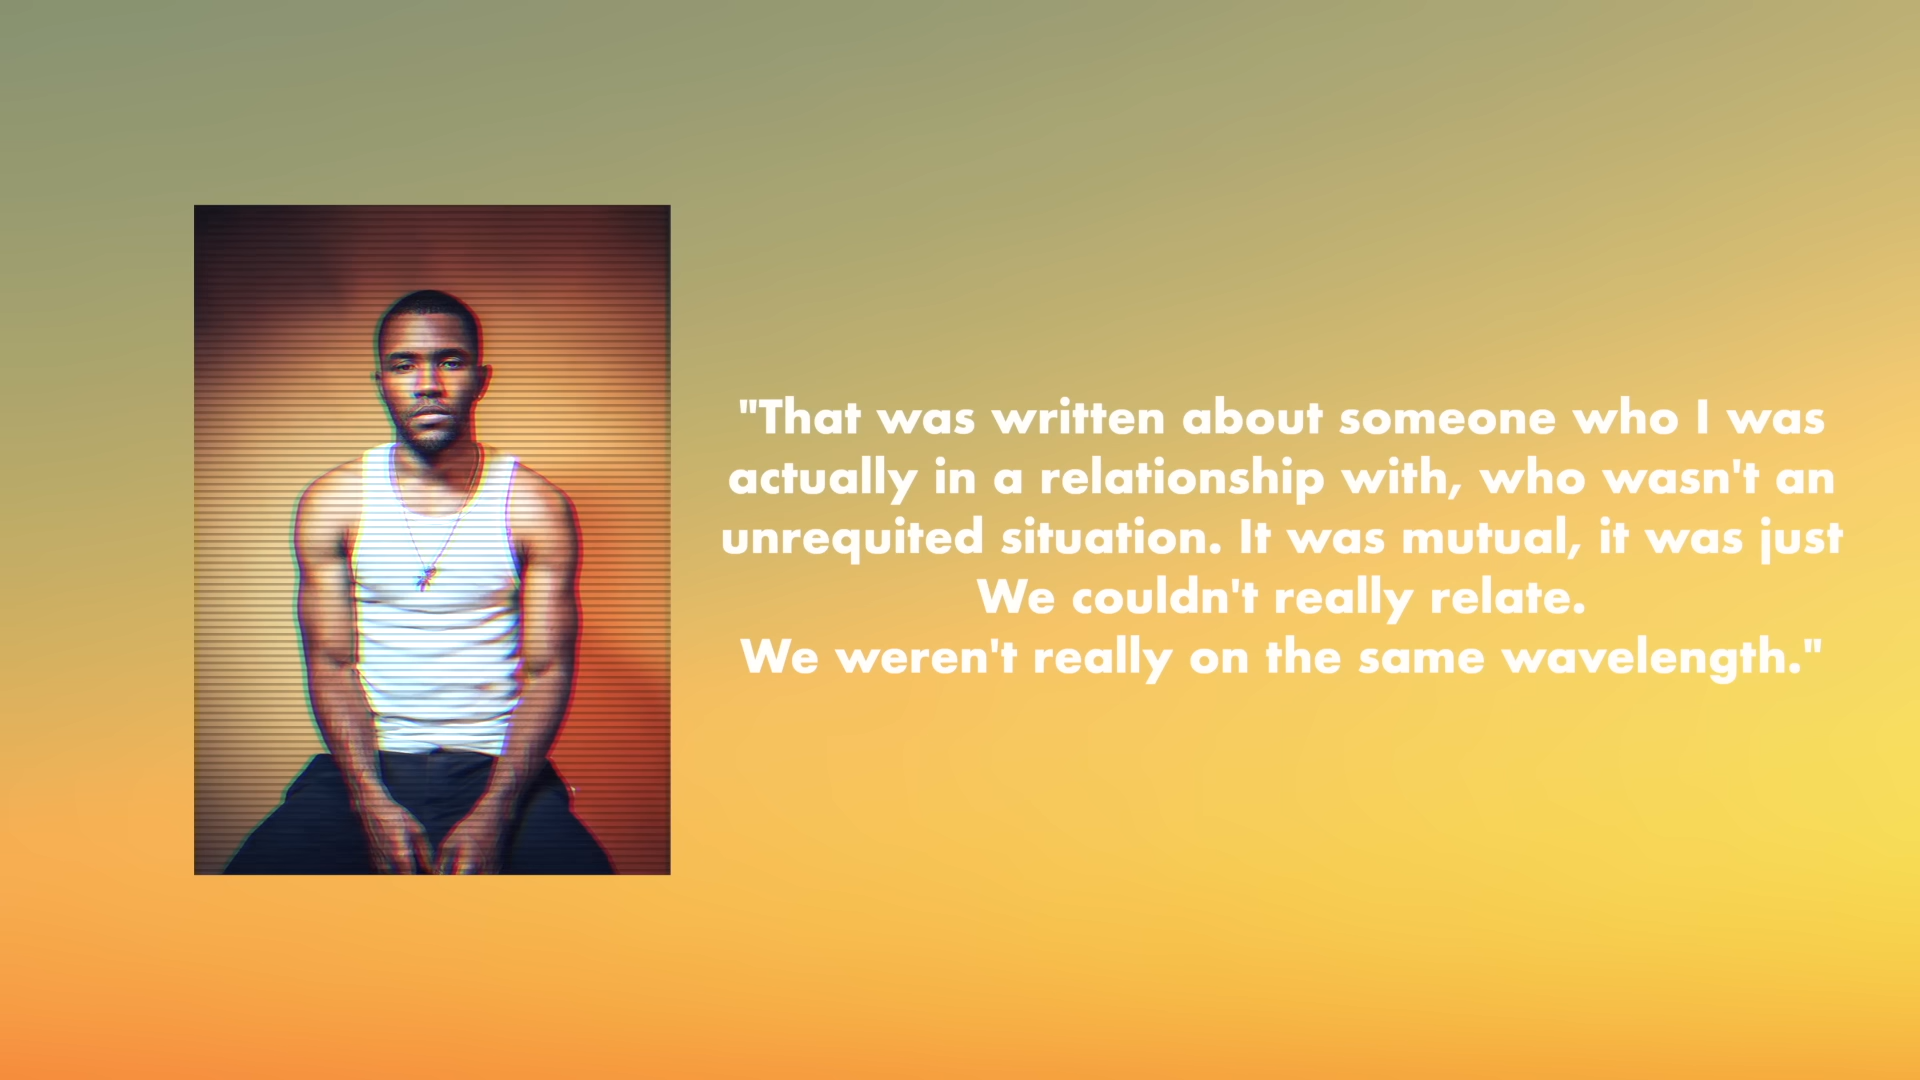 "That was written about someone who I was
actually in a relationship with, who wasn't an
unrequited situation. It was mutual, it was just
We couldn't really relate.
We weren't really on the same wavelength."